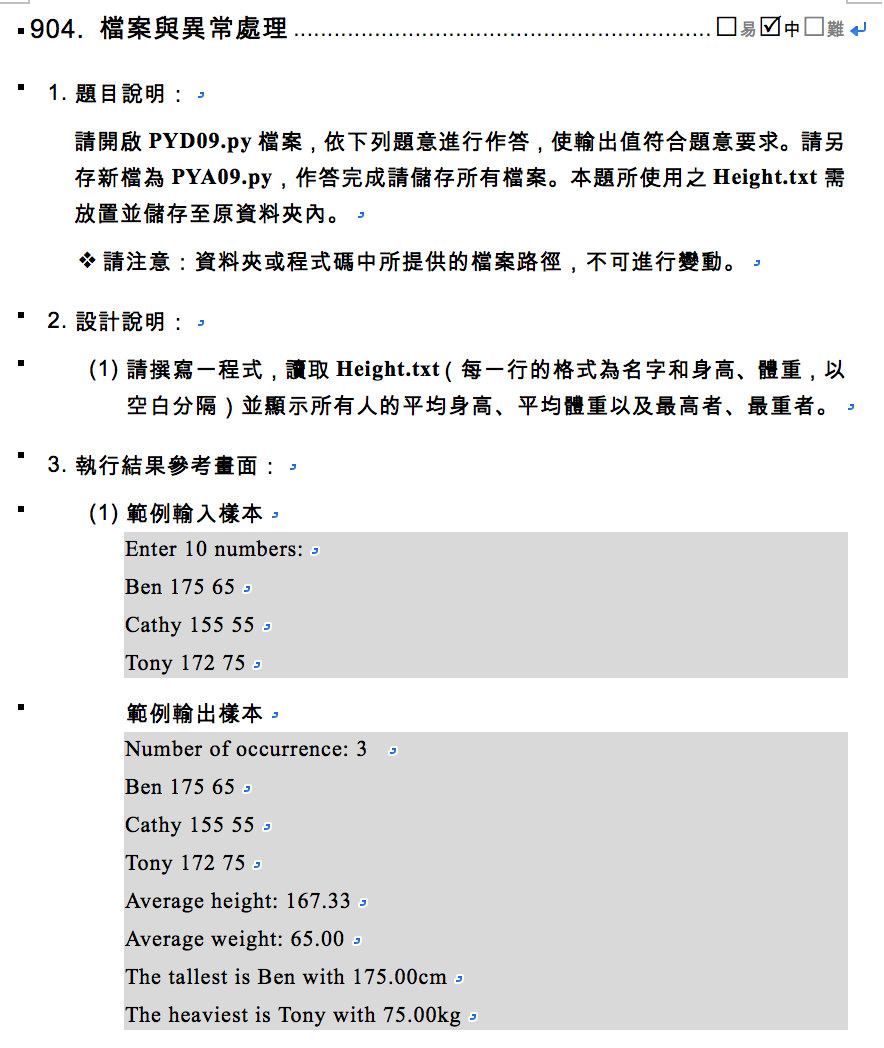 904. 檔案與異常處理 ................................................................ □易☑中□難
1. 題目說明：
請開啟 PYD09.py 檔案，依下列題意進行作答，使輸出值符合題意要求。請另
存新檔為 PYA09.py，作答完成請儲存所有檔案。本題所使用之 Height.txt 需
放置並儲存至原資料夾內。
❖ 請注意：資料夾或程式碼中所提供的檔案路徑，不可進行變動。
2. 設計說明：
(1) 請撰寫一程式，讀取 Height.txt（每一行的格式為名字和身高、體重，以
空白分隔）並顯示所有人的平均身高、平均體重以及最高者、最重者。
3. 執行結果參考畫面：
(1) 範例輸入樣本
Enter 10 numbers:
Ben 175 65
Cathy 155 55
Tony 172 75
範例輸出樣本
Number of occurrence: 3
Ben 175 65
Cathy 155 55
Tony 172 75
Average height: 167.33
Average weight: 65.00
The tallest is Ben with 175.00cm
The heaviest is Tony with 75.00kg